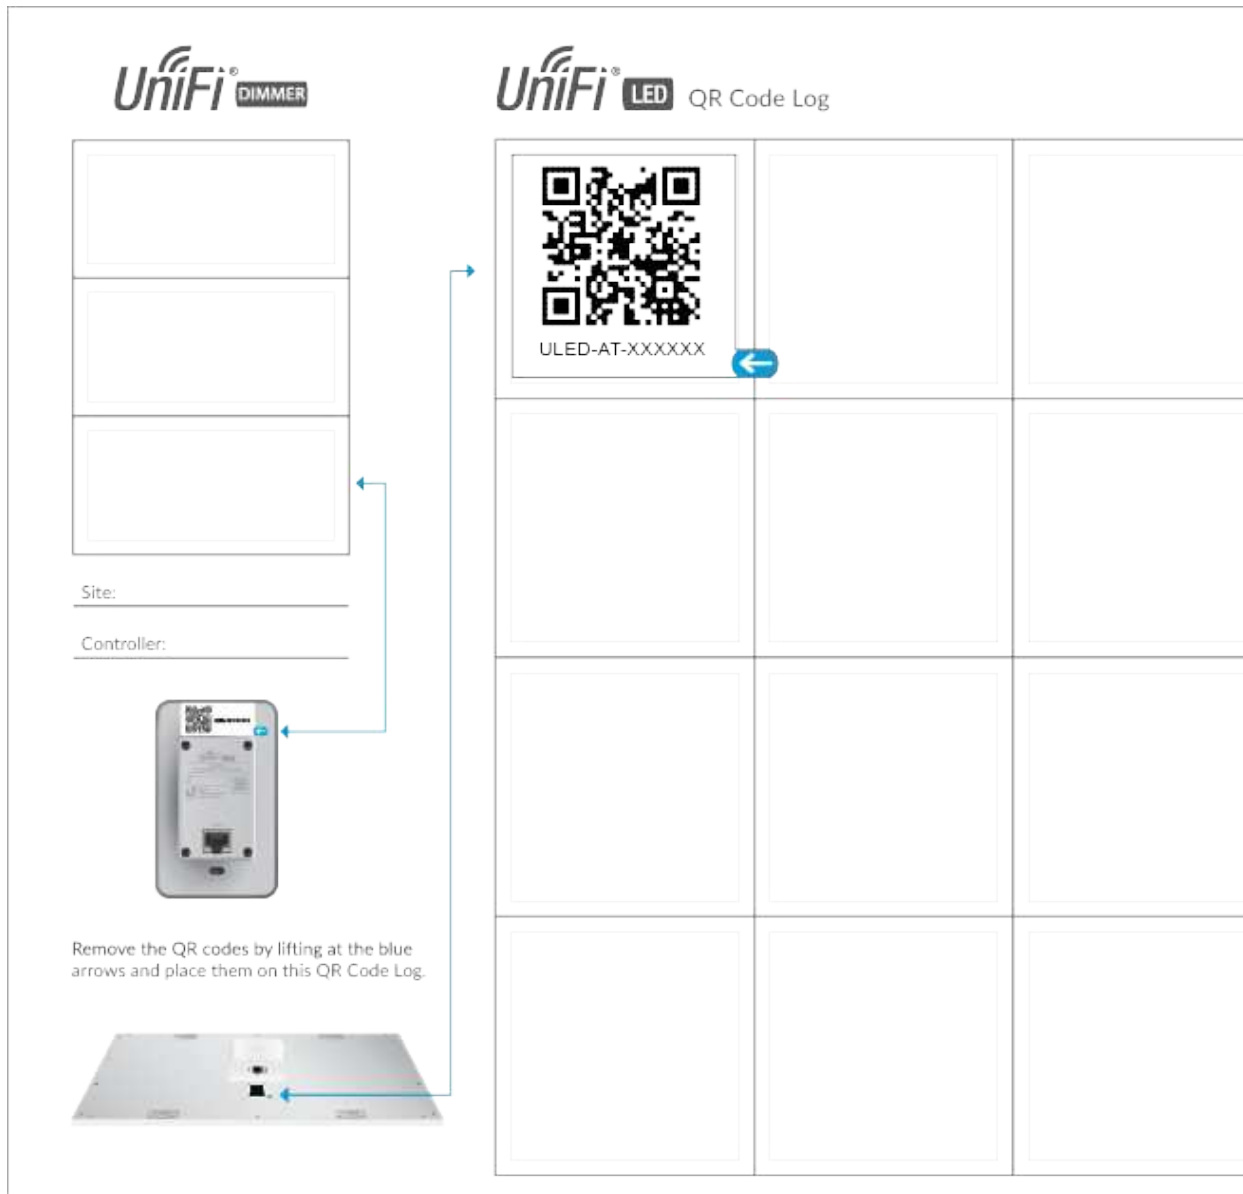 UniFi® DIMMER
UniFi® LED QR Code Log
ULED-AT-XXXXXX
Site:
Controller:
Remove the QR codes by lifting at the blue
arrows and place them on this QR Code Log.